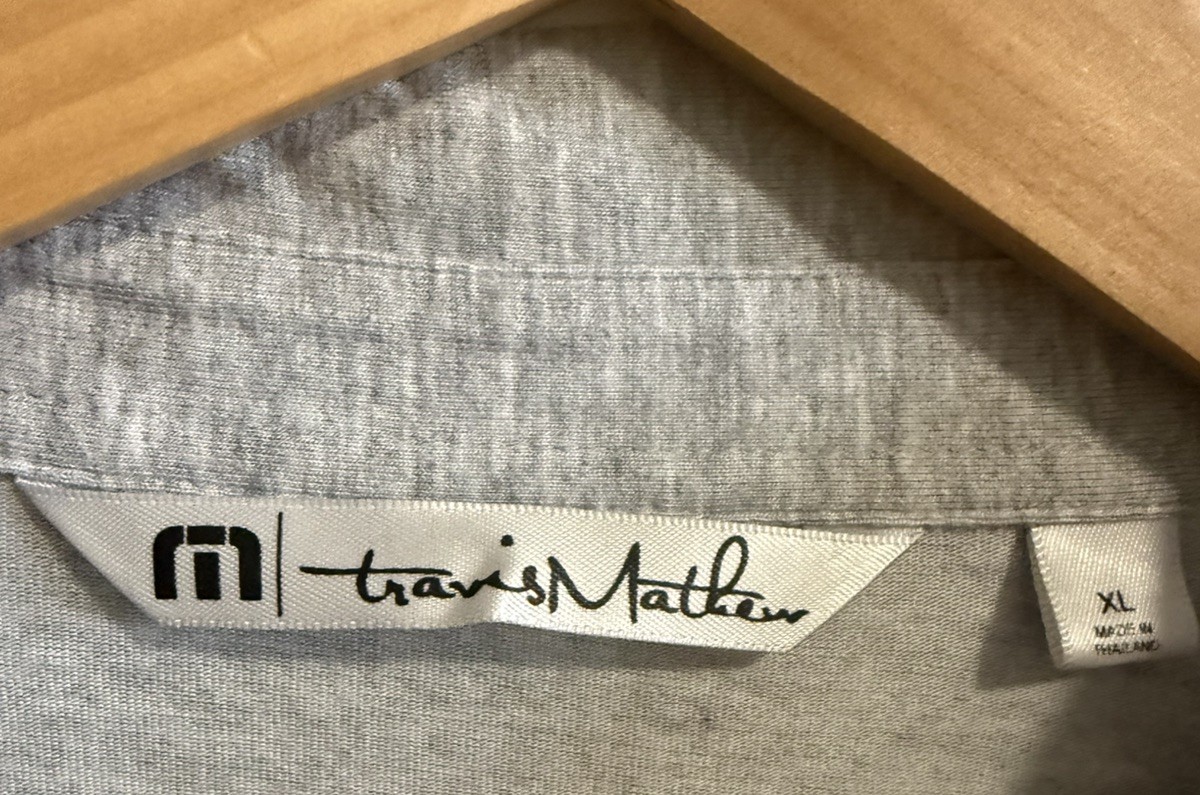 travisMathew
XL
MADE IN
THAILAND